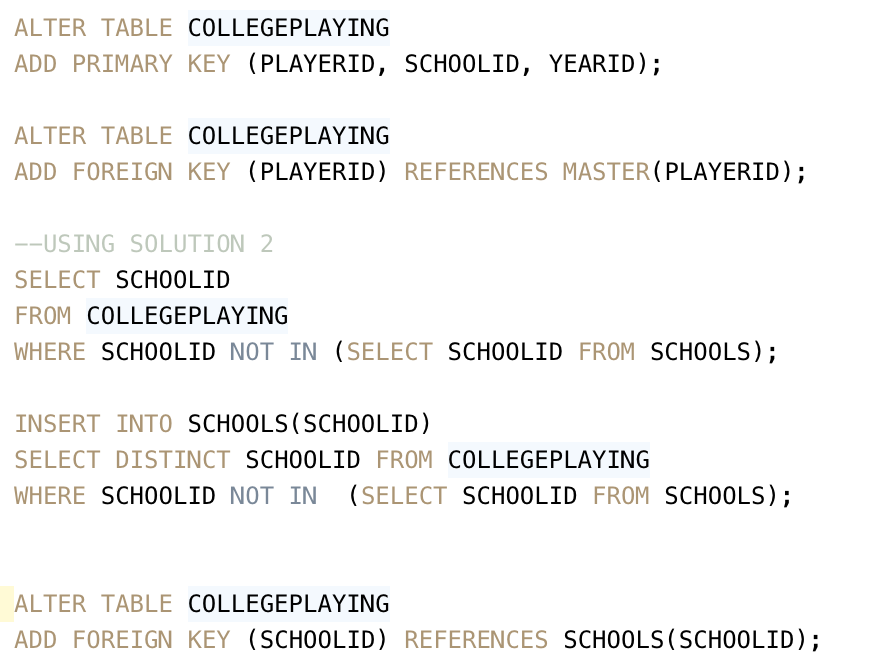 ALTER TABLE COLLEGEPLAYING
ADD PRIMARY KEY (PLAYERID, SCHOOLID, YEARID);
ALTER TABLE COLLEGEPLAYING
ADD FOREIGN KEY (PLAYERID) REFERENCES MASTER(PLAYERID);
--USING SOLUTION 2
SELECT SCHOOLID
FROM COLLEGEPLAYING
WHERE SCHOOLID NOT IN (SELECT SCHOOLID FROM SCHOOLS);
INSERT INTO SCHOOLS(SCHOOLID)
SELECT DISTINCT SCHOOLID FROM COLLEGEPLAYING
WHERE SCHOOLID NOT IN  (SELECT SCHOOLID FROM SCHOOLS);
ALTER TABLE COLLEGEPLAYING
ADD FOREIGN KEY (SCHOOLID) REFERENCES SCHOOLS(SCHOOLID);